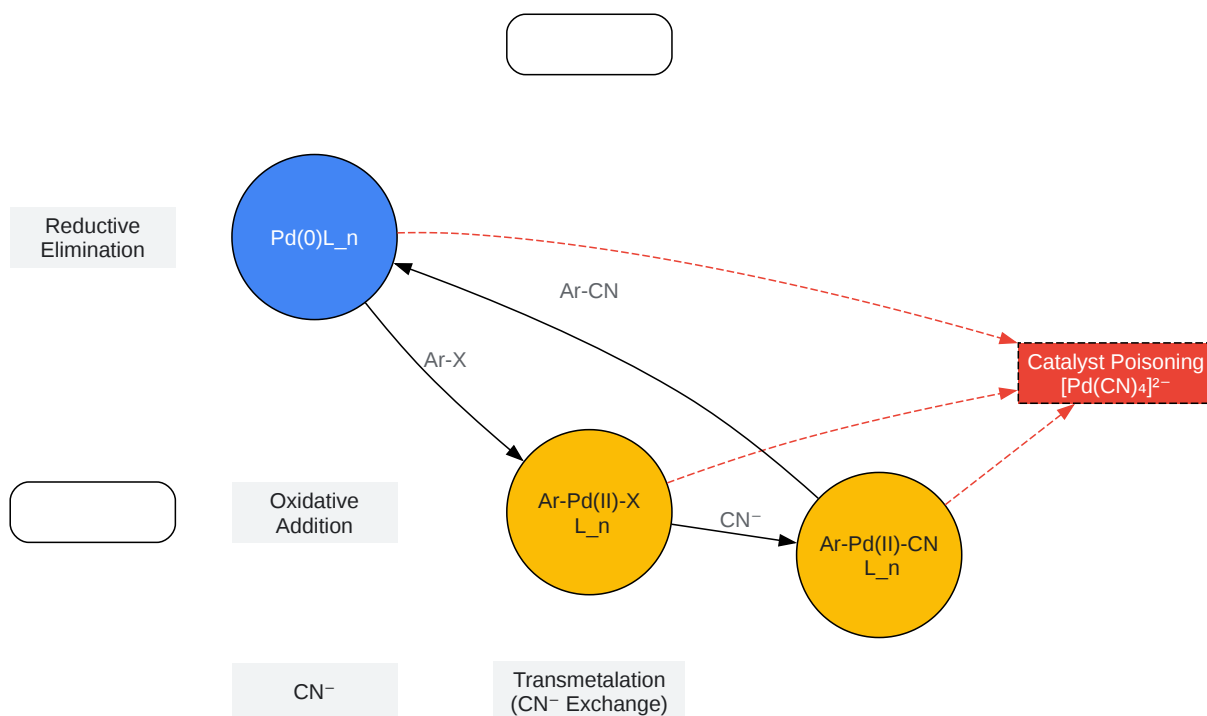 Reductive
Elimination
Pd(0)L_n
Ar-CN
Ar-X
Catalyst Poisoning
[Pd(CN)₄]²⁻
Oxidative
Addition
Ar-Pd(II)-X
L_n
CN⁻
Ar-Pd(II)-CN
L_n
CN⁻
Transmetalation
(CN⁻ Exchange)